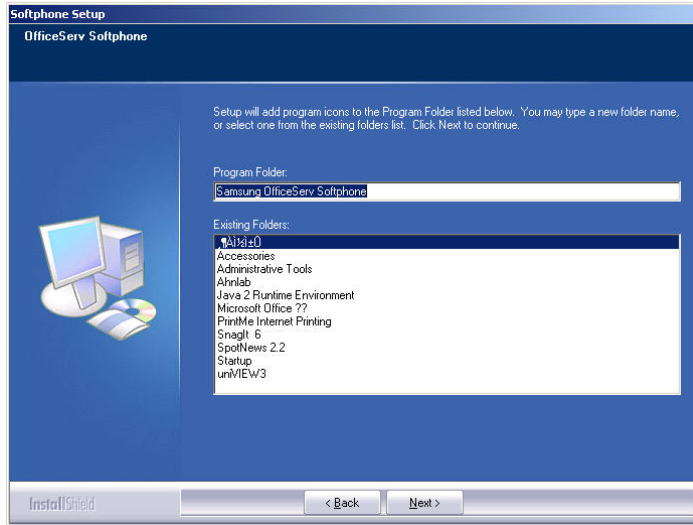 Softphone Setup
OfficeServ Softphone
Setup will add program icons to the Program Folder listed below. You may type a new folder name,
or select one from the existing folders list. Click Next to continue.
Program Folder:
Samsung OfficeServ Softphone
Existing Folders:
Accessories
Administrative Tools
Ahnlab
Java 2 Runtime Environment
Microsoft Office ??
PrintMe Internet Printing
SnagIt 6
SpotNews 2.2
Startup
uniVIEW3
InstallShield
< Back
Next >